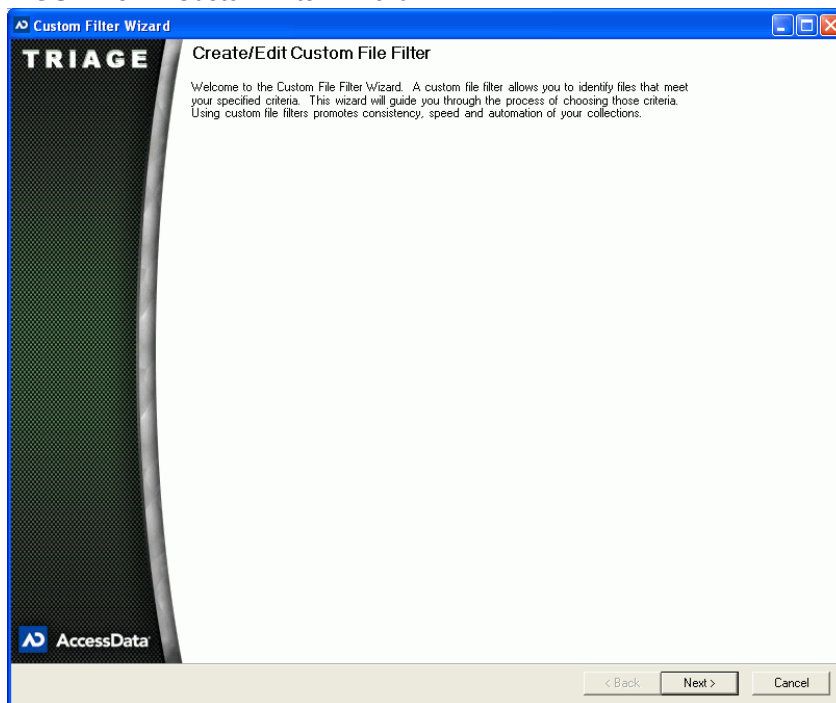 Custom Filter Wizard
TRIAGE
Create/Edit Custom File Filter
Welcome to the Custom File Filter Wizard. A custom file filter allows you to identify files that meet
your specified criteria. This wizard will guide you through the process of choosing those criteria.
Using custom file filters promotes consistency, speed and automation of your collections.
AccessData
< Back
Next >
Cancel